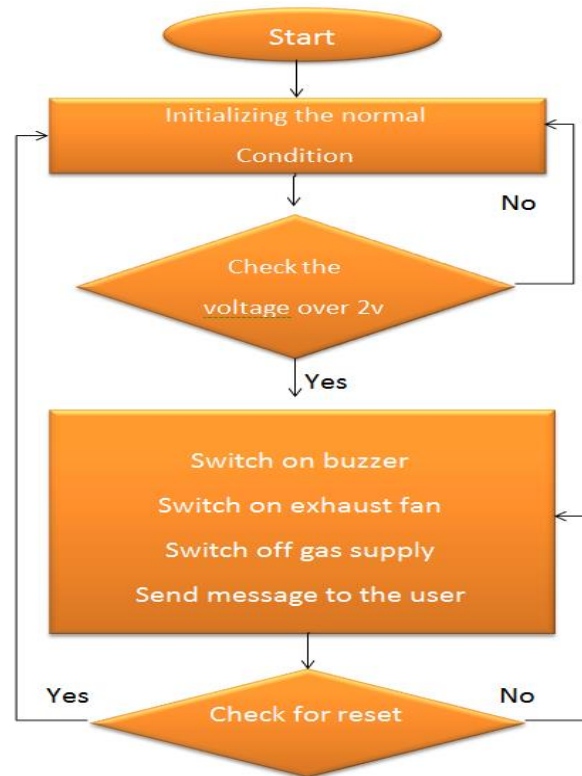 Start
Initializing the normal
Condition
No
Check the
voltage over 2v
Yes
Switch on buzzer
Switch on exhaust fan
Switch off gas supply
Send message to the user
Yes
No
Check for reset